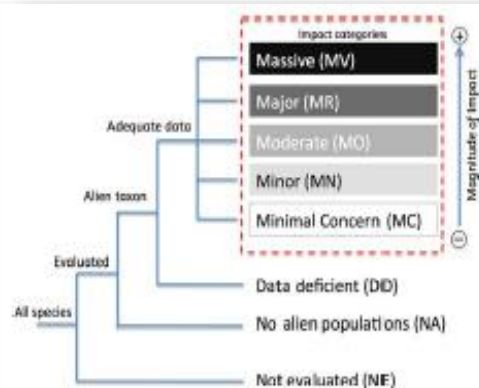 Impact categories
Massive (MV)
Major (MR)
Adequate data
Moderate (MO)
Minor (MN)
Alien taxon
Minimal Concern (MC)
Magnitude of Impact
Evaluated
Data deficient (DD)
All species
No alien populations (NA)
Not evaluated (NE)